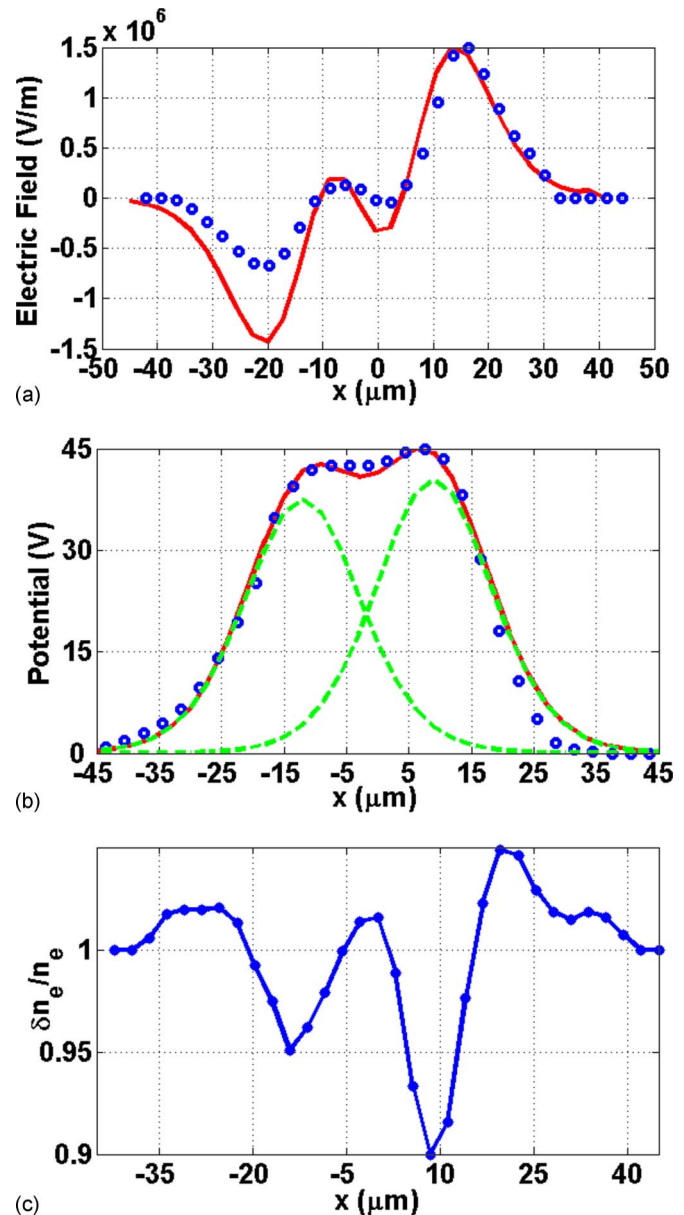 x 10^6
1.5
1
0.5
0
-0.5
-1
-1.5
Electric Field (V/m)
-50 -40 -30 -20 -10 0 10 20 30 40 50
x (μm)
(a)
45
30
15
0
Potential (V)
-45 -35 -25 -15 -5 5 15 25 35 45
x (μm)
(b)
1
0.95
0.9
δn_e/n_e
-35 -20 -5 10 25 40
x (μm)
(c)